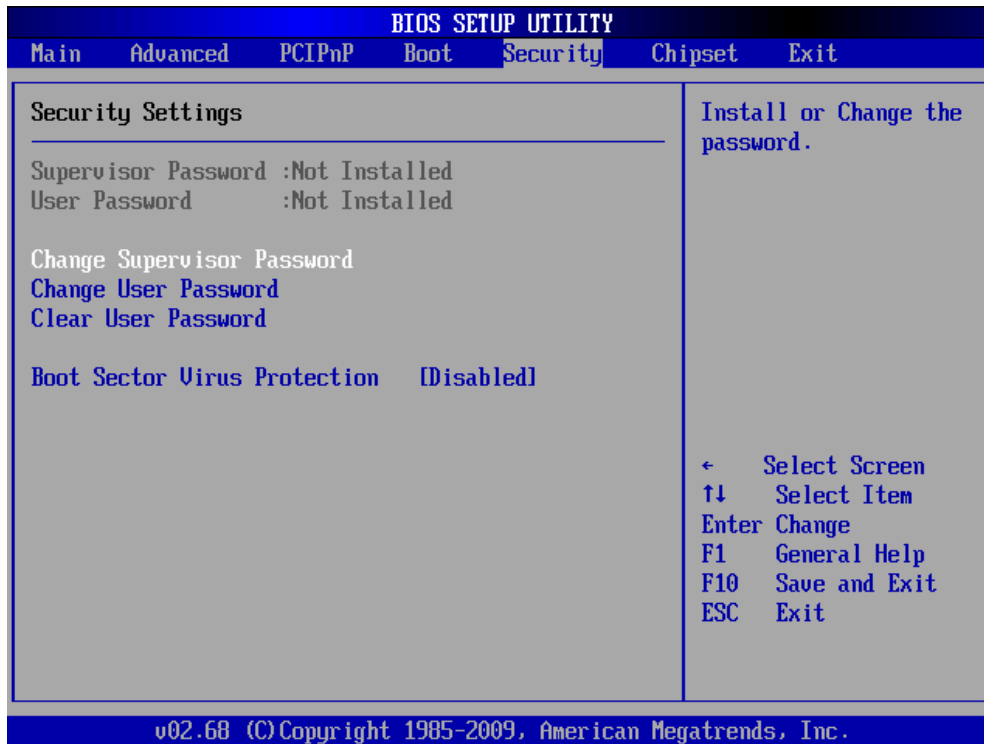 BIOS SETUP UTILITY
Main Advanced PCIPnP Boot Security Chipset Exit
Security Settings
Supervisor Password :Not Installed
User Password :Not Installed
Change Supervisor Password
Change User Password
Clear User Password
Boot Sector Virus Protection [Disabled]
Install or Change the
password.
← Select Screen
↑↓ Select Item
Enter Change
F1 General Help
F10 Save and Exit
ESC Exit
v02.68 (C)Copyright 1985-2009, American Megatrends, Inc.